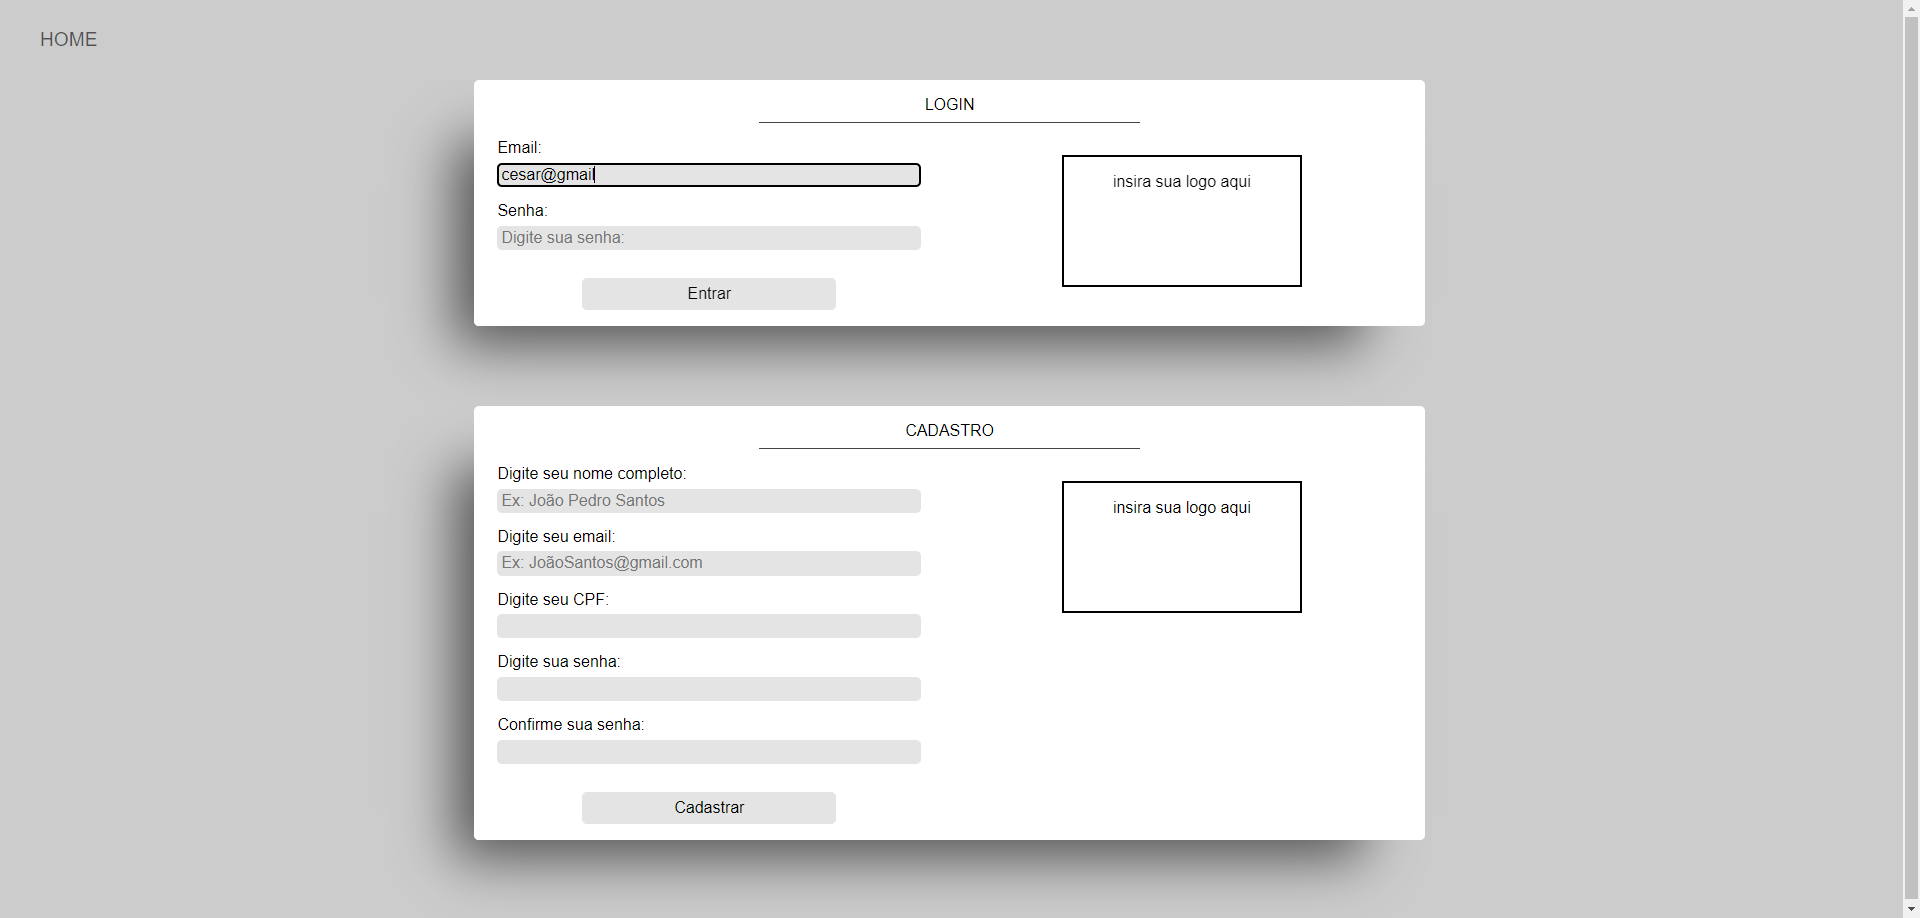 HOME
LOGIN
Email:
cesar@gmail
insira sua logo aqui
Senha:
Digite sua senha:
Entrar
CADASTRO
Digite seu nome completo:
Ex: João Pedro Santos
insira sua logo aqui
Digite seu email:
Ex: JoãoSantos@gmail.com
Digite seu CPF:
Digite sua senha:
Confirme sua senha:
Cadastrar